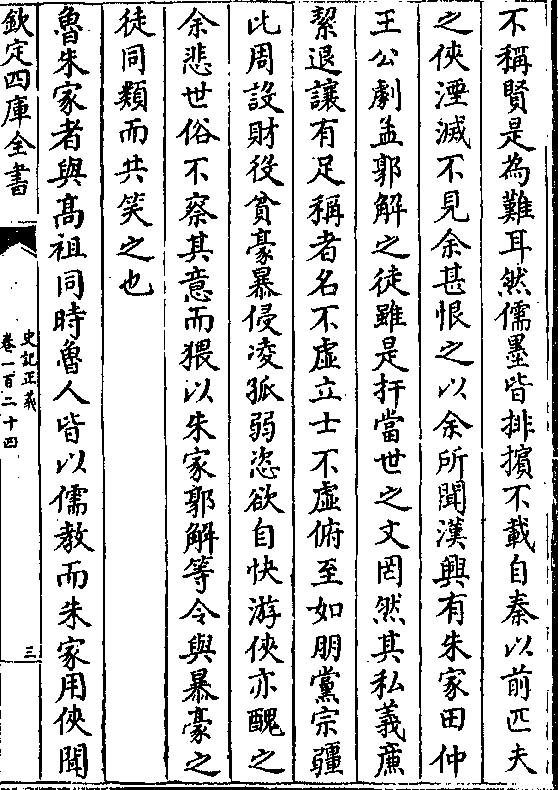 不稱賢是為難耳然儒墨皆排擯不載自秦以前匹夫
之俠湮滅不見余甚恨之以余所聞漢興有朱家田仲
王公劇孟郭解之徒雖是扞當世之文罔然其私義㢘
絜退讓有足稱者名不虚立士不虚俯至如朋黨宗疆
比周設財役貧豪暴侵凌孤弱恣欲自快游俠亦醜之
余悲世俗不察其意而猥以朱家郭解等令與暴豪之
徒同類而共笑之也
魯朱家者與髙祖同時魯人皆以儒教而朱家用俠聞
欽定四庫全書
史記正義
卷一百二十四
三